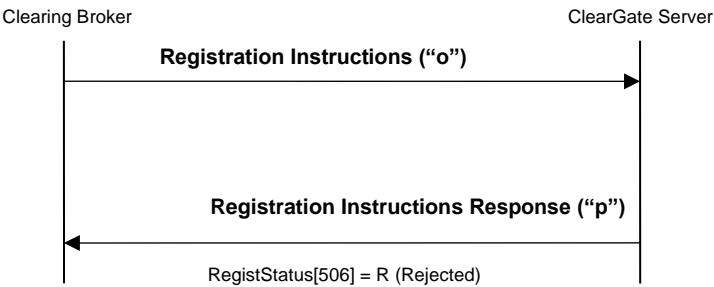 Clearing Broker
ClearGate Server
Registration Instructions (“o”)
Registration Instructions Response (“p”)
RegistStatus[506] = R (Rejected)